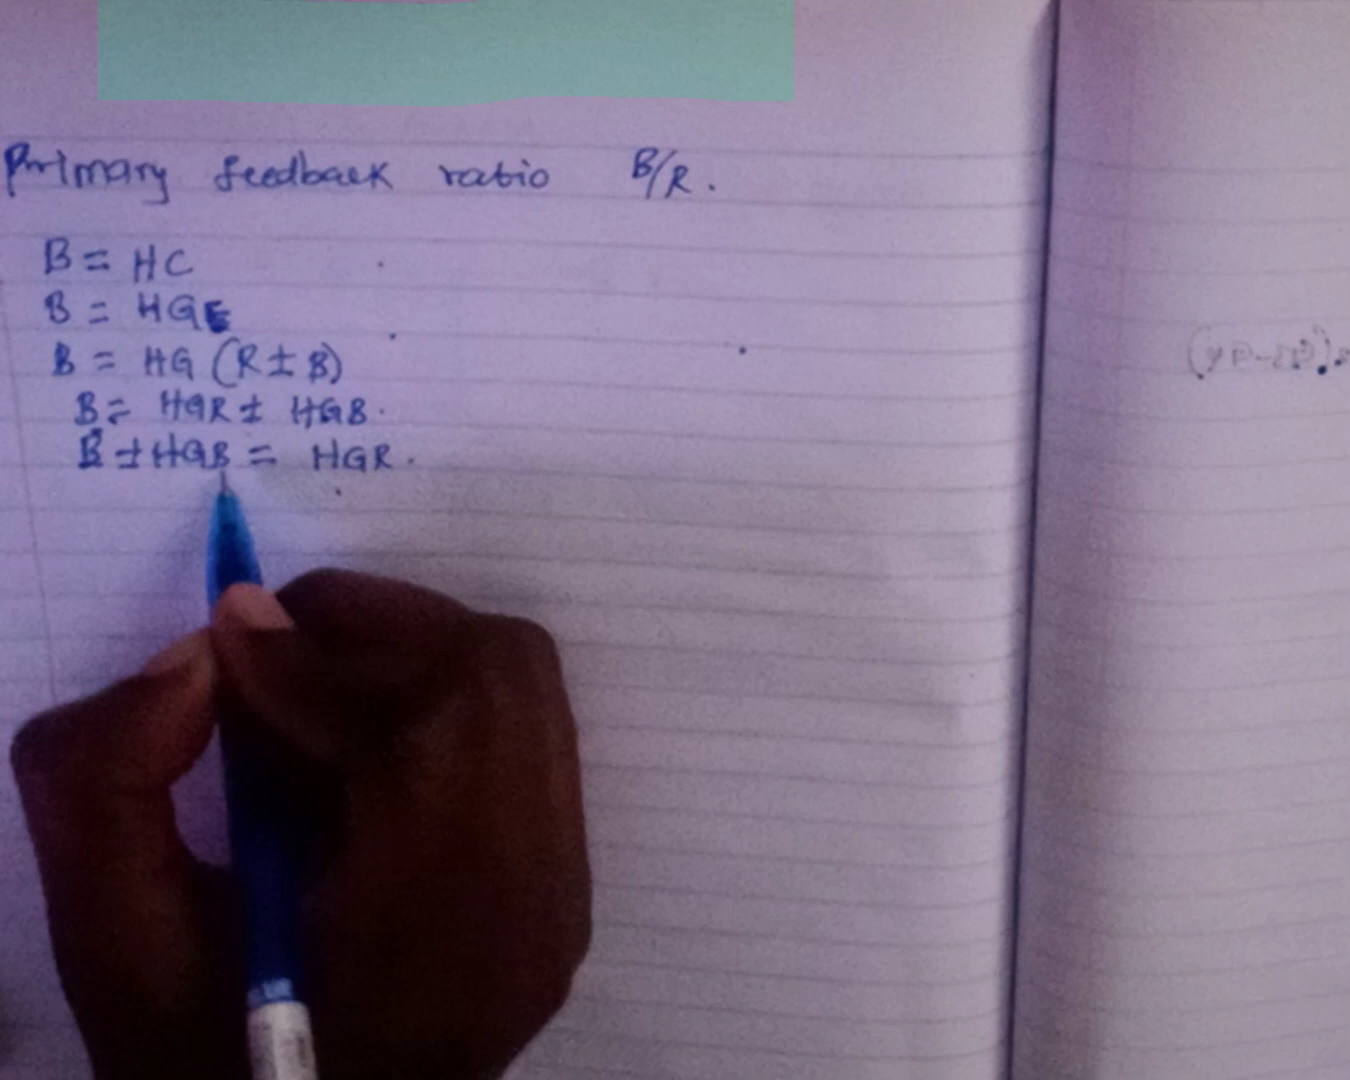 Primary feedback ratio B/R.
B = HC
B = HGE
B = HG (R ± B)
B = HGR ± HGB.
B ± HGB = HGR.